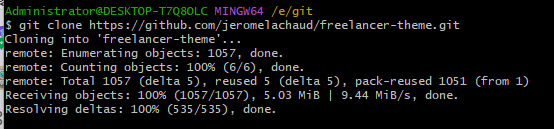 Administrator@DESKTOP-T7Q8OLC MINGW64 /e/git
$ git clone https://github.com/jeromelachaud/freelancer-theme.git
Cloning into 'freelancer-theme'...
remote: Enumerating objects: 1057, done.
remote: Counting objects: 100% (6/6), done.
remote: Total 1057 (delta 5), reused 5 (delta 5), pack-reused 1051 (from 1)
Receiving objects: 100% (1057/1057), 5.03 MiB | 9.44 MiB/s, done.
Resolving deltas: 100% (535/535), done.